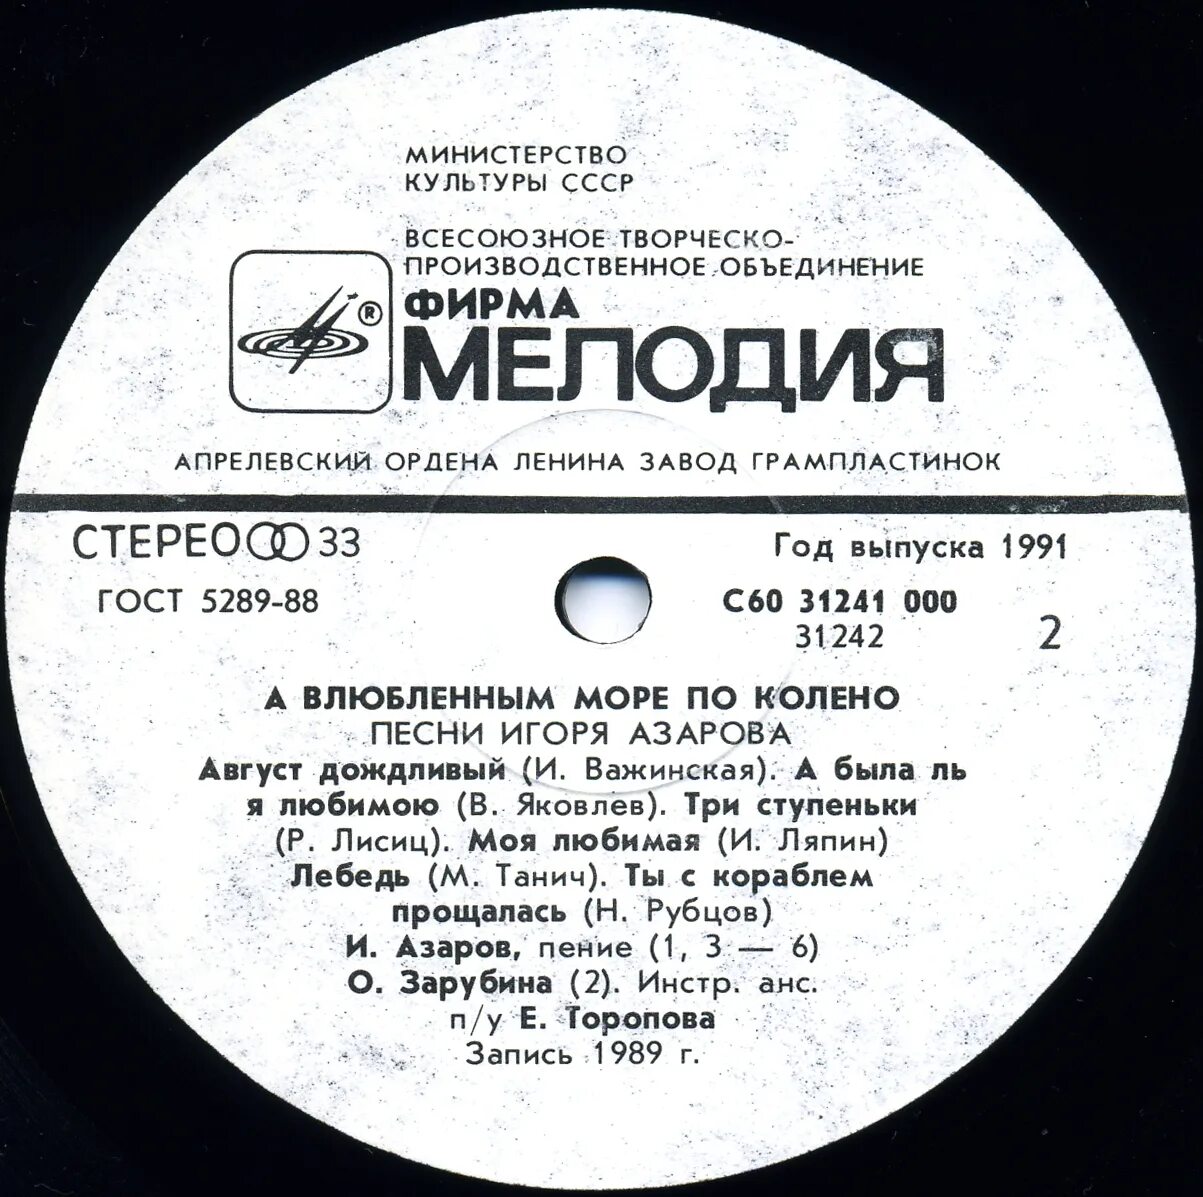 МИНИСТЕРСТВО
КУЛЬТУРЫ СССР
ВСЕСОЮЗНОЕ ТВОРЧЕСКО-
ПРОИЗВОДСТВЕННОЕ ОБЪЕДИНЕНИЕ
ФИРМА
®
МЕЛОДИЯ
АПРЕЛЕВСКИЙ ОРДЕНА ЛЕНИНА ЗАВОД ГРАМПЛАСТИНОК
СТЕРЕО 33
Год выпуска 1991
ГОСТ 5289-88
С60 31241 000
31242
2
А ВЛЮБЛЕННЫМ МОРЕ ПО КОЛЕНО
ПЕСНИ ИГОРЯ АЗАРОВА
Август дождливый (И. Важинская). А была ль
я любимою (В. Яковлев). Три ступеньки
(Р. Лисиц). Моя любимая (И. Ляпин)
Лебедь (М. Танич). Ты с кораблем
прощалась (Н. Рубцов)
И. Азаров, пение (1, 3 — 6)
О. Зарубина (2). Инстр. анс.
п/у Е. Торопова
Запись 1989 г.